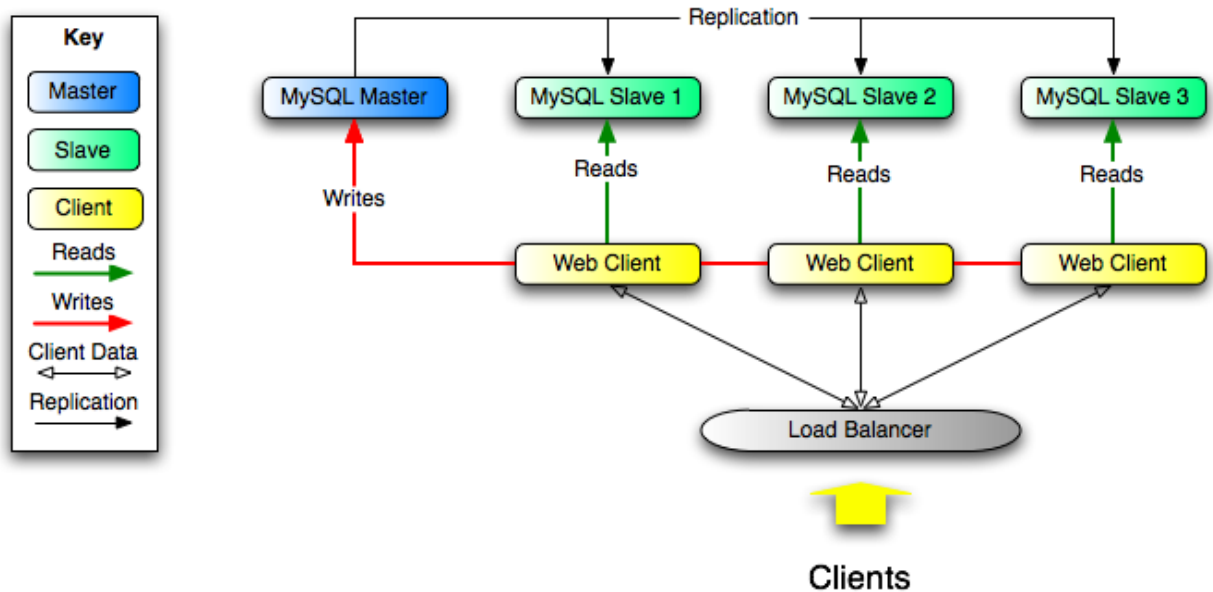 Key
Master
Slave
Client
Reads
Writes
Client Data
Replication
Replication
MySQL Master
MySQL Slave 1
MySQL Slave 2
MySQL Slave 3
Writes
Reads
Reads
Reads
Web Client
Web Client
Web Client
Load Balancer
Clients